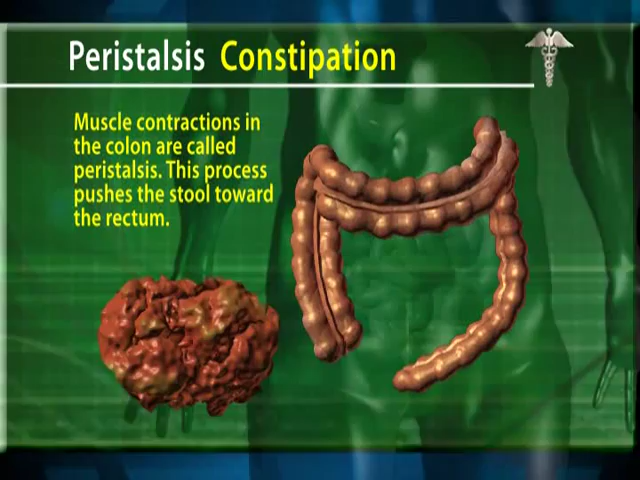 Peristalsis Constipation
Muscle contractions in
the colon are called
peristalsis. This process
pushes the stool toward
the rectum.